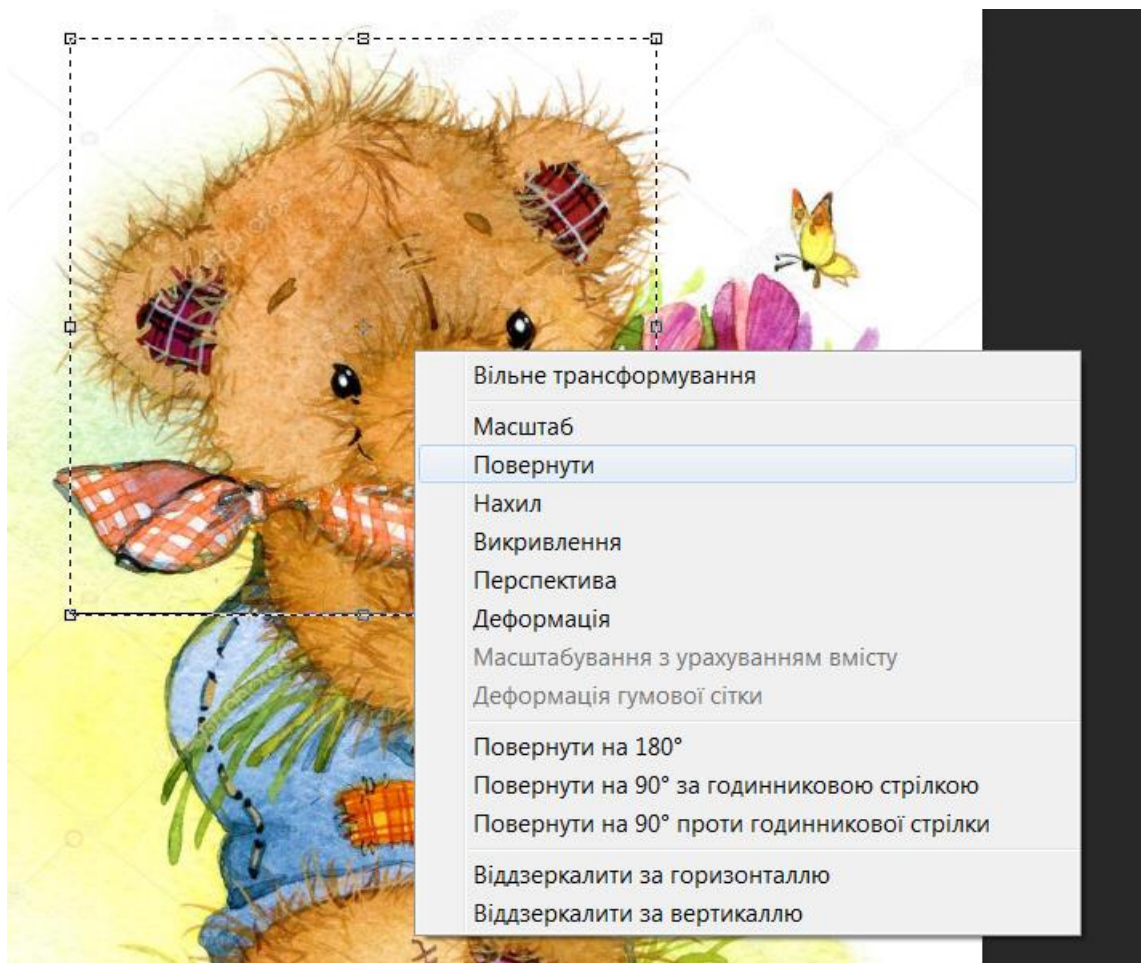 Вільне трансформування
Масштаб
Повернути
Нахил
Викривлення
Перспектива
Деформація
Масштабування з урахуванням вмісту
Деформація гумової сітки
Повернути на 180°
Повернути на 90° за годинниковою стрілкою
Повернути на 90° проти годинникової стрілки
Віддзеркалити за горизонталлю
Віддзеркалити за вертикаллю